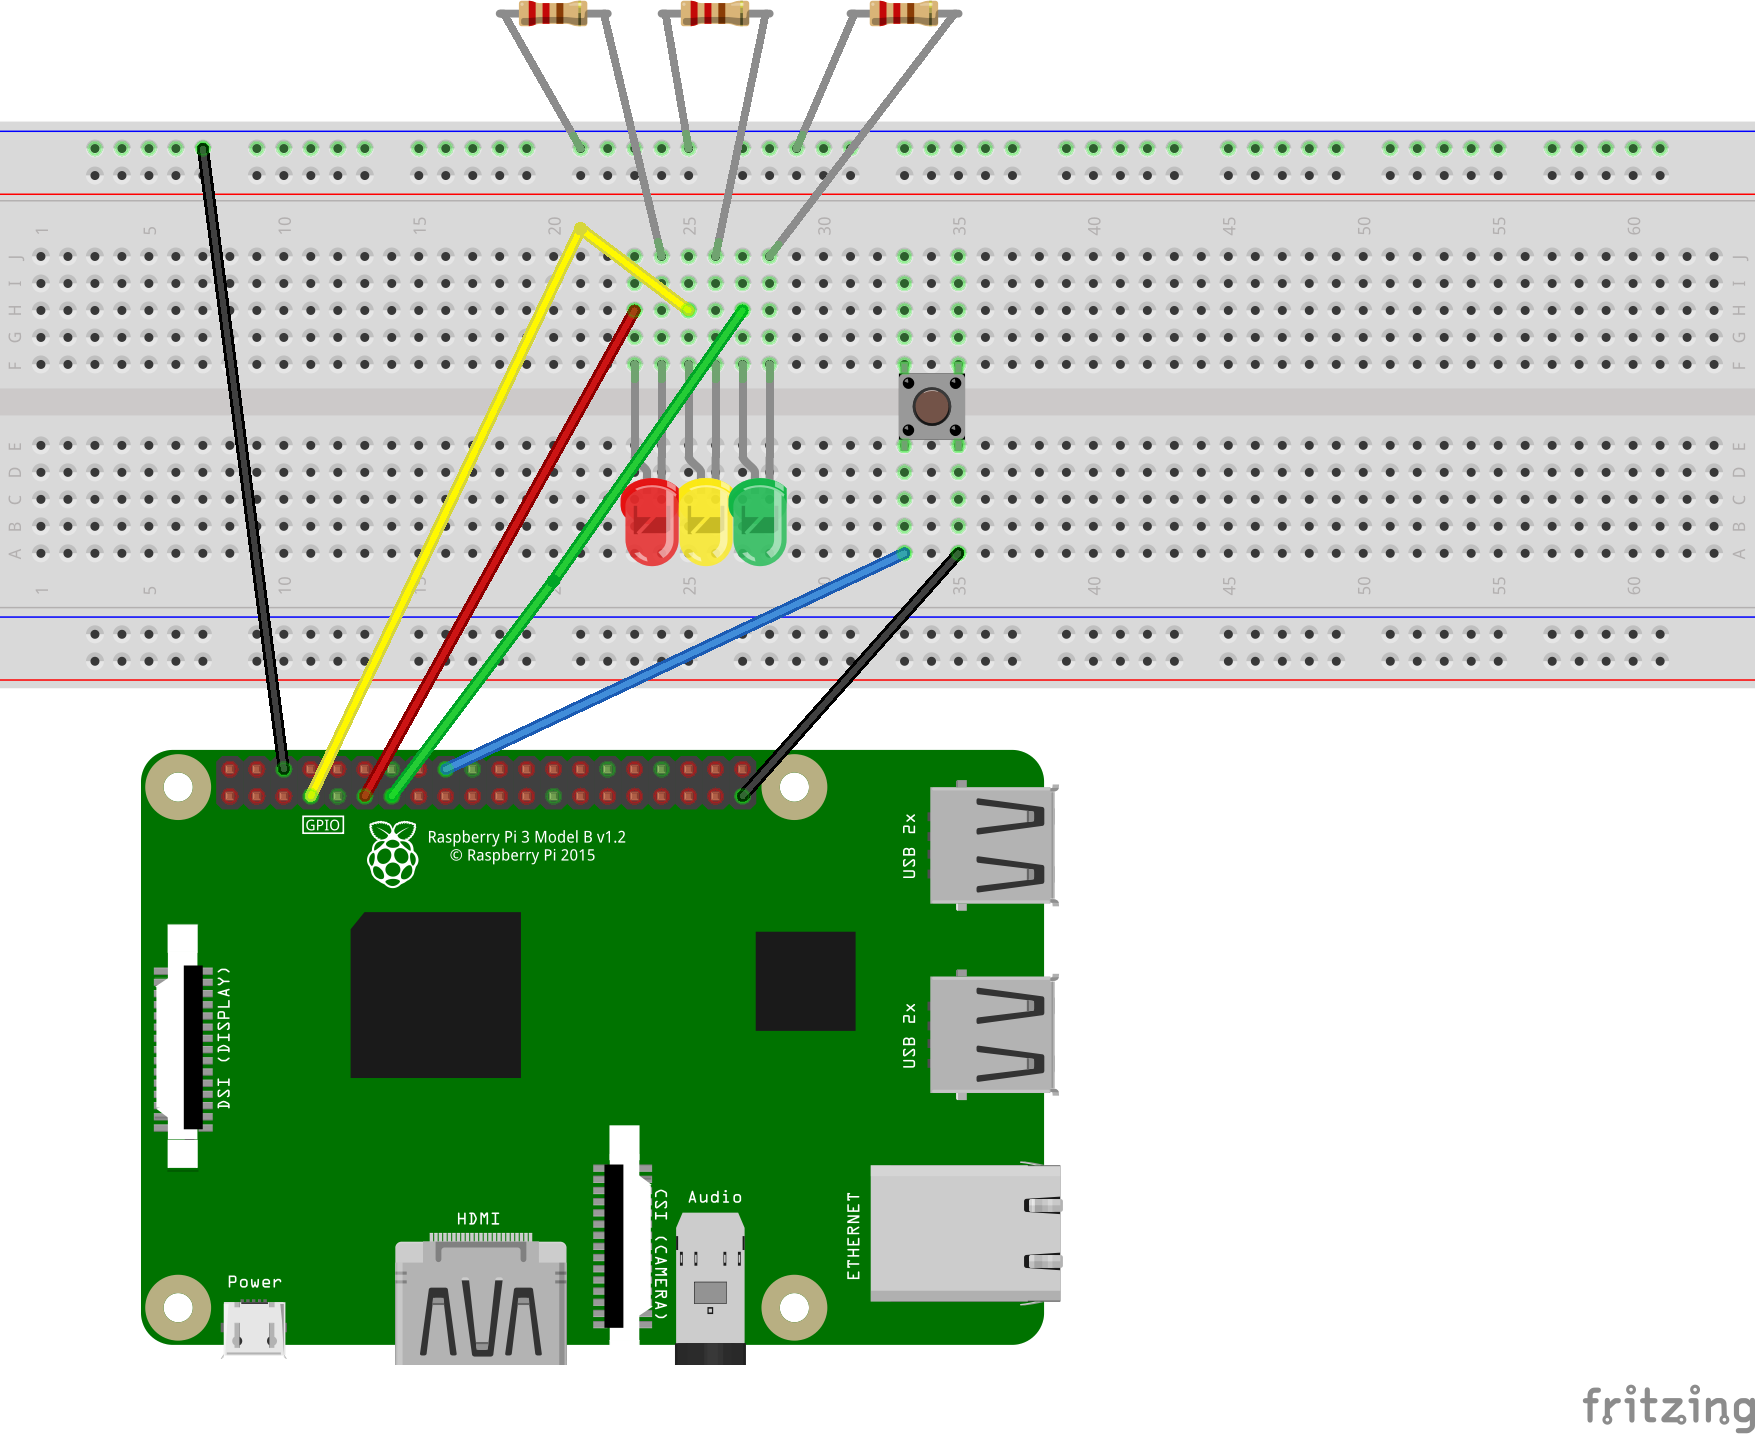 1 5 10 15 20 25 30 35 40 45 50 55 60
J J
I I
H H
G G
F F
E E
D D
C C
B B
A A
1 5 10 15 20 25 30 35 40 45 50 55 60
GPIO
Raspberry Pi 3 Model B v1.2
© Raspberry Pi 2015
USB 2x
DSI (DISPLAY)
USB 2x
CSI (CAMERA)
Audio
ETHERNET
HDMI
Power
fritzing